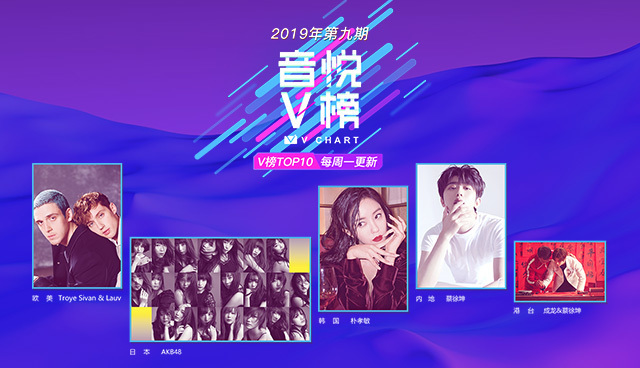 2019年第九期
音悦
V榜
V CHART
V榜TOP10 每周一更新
欧 美 Troye Sivan & Lauv
日 本 AKB48
韩 国 朴孝敏
内 地 蔡徐坤
港 台 成龙&蔡徐坤